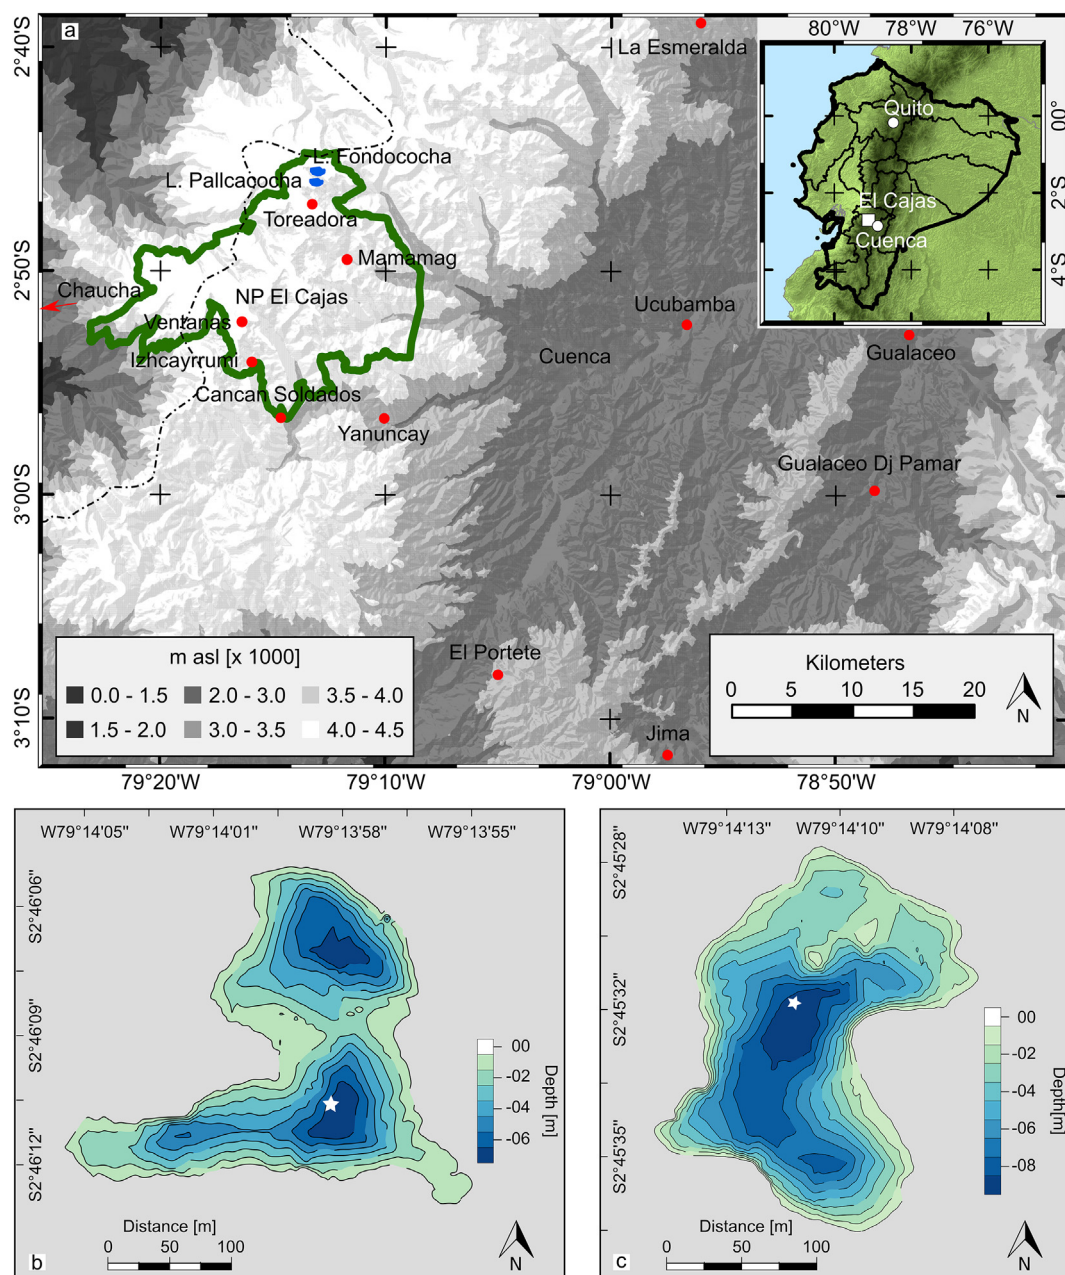 a
2°40'S
2°50'S
3°00'S
3°10'S
La Esmeralda
L. Fondococha
L. Pallcacocha
Toreadora
Mamamag
Chaucha
NP El Cajas
Ventanas
Izhcayrrumi
Cancan Soldados
Yanuncay
Ucubamba
Cuenca
Gualaceo
Gualaceo Dj Pamar
El Portete
Jima
80°W 78°W 76°W
00°
2°S
4°S
Quito
El Cajas
Cuenca
m asl [x 1000]
0.0 - 1.5 2.0 - 3.0 3.5 - 4.0
1.5 - 2.0 3.0 - 3.5 4.0 - 4.5
Kilometers
0 5 10 15 20
N
79°20'W 79°10'W 79°00'W 78°50'W
W79°14'05" W79°14'01" W79°13'58" W79°13'55"
S2°46'06"
S2°46'09"
S2°46'12"
00
-02
-04
-06
Depth [m]
Distance [m]
0 50 100
N
b
W79°14'13" W79°14'10" W79°14'08"
S2°45'28"
S2°45'32"
S2°45'35"
00
-02
-04
-06
-08
Depth[m]
Distance [m]
0 50 100
N
c